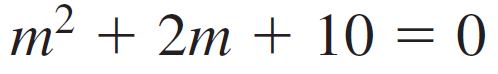 m² + 2m + 10 = 0